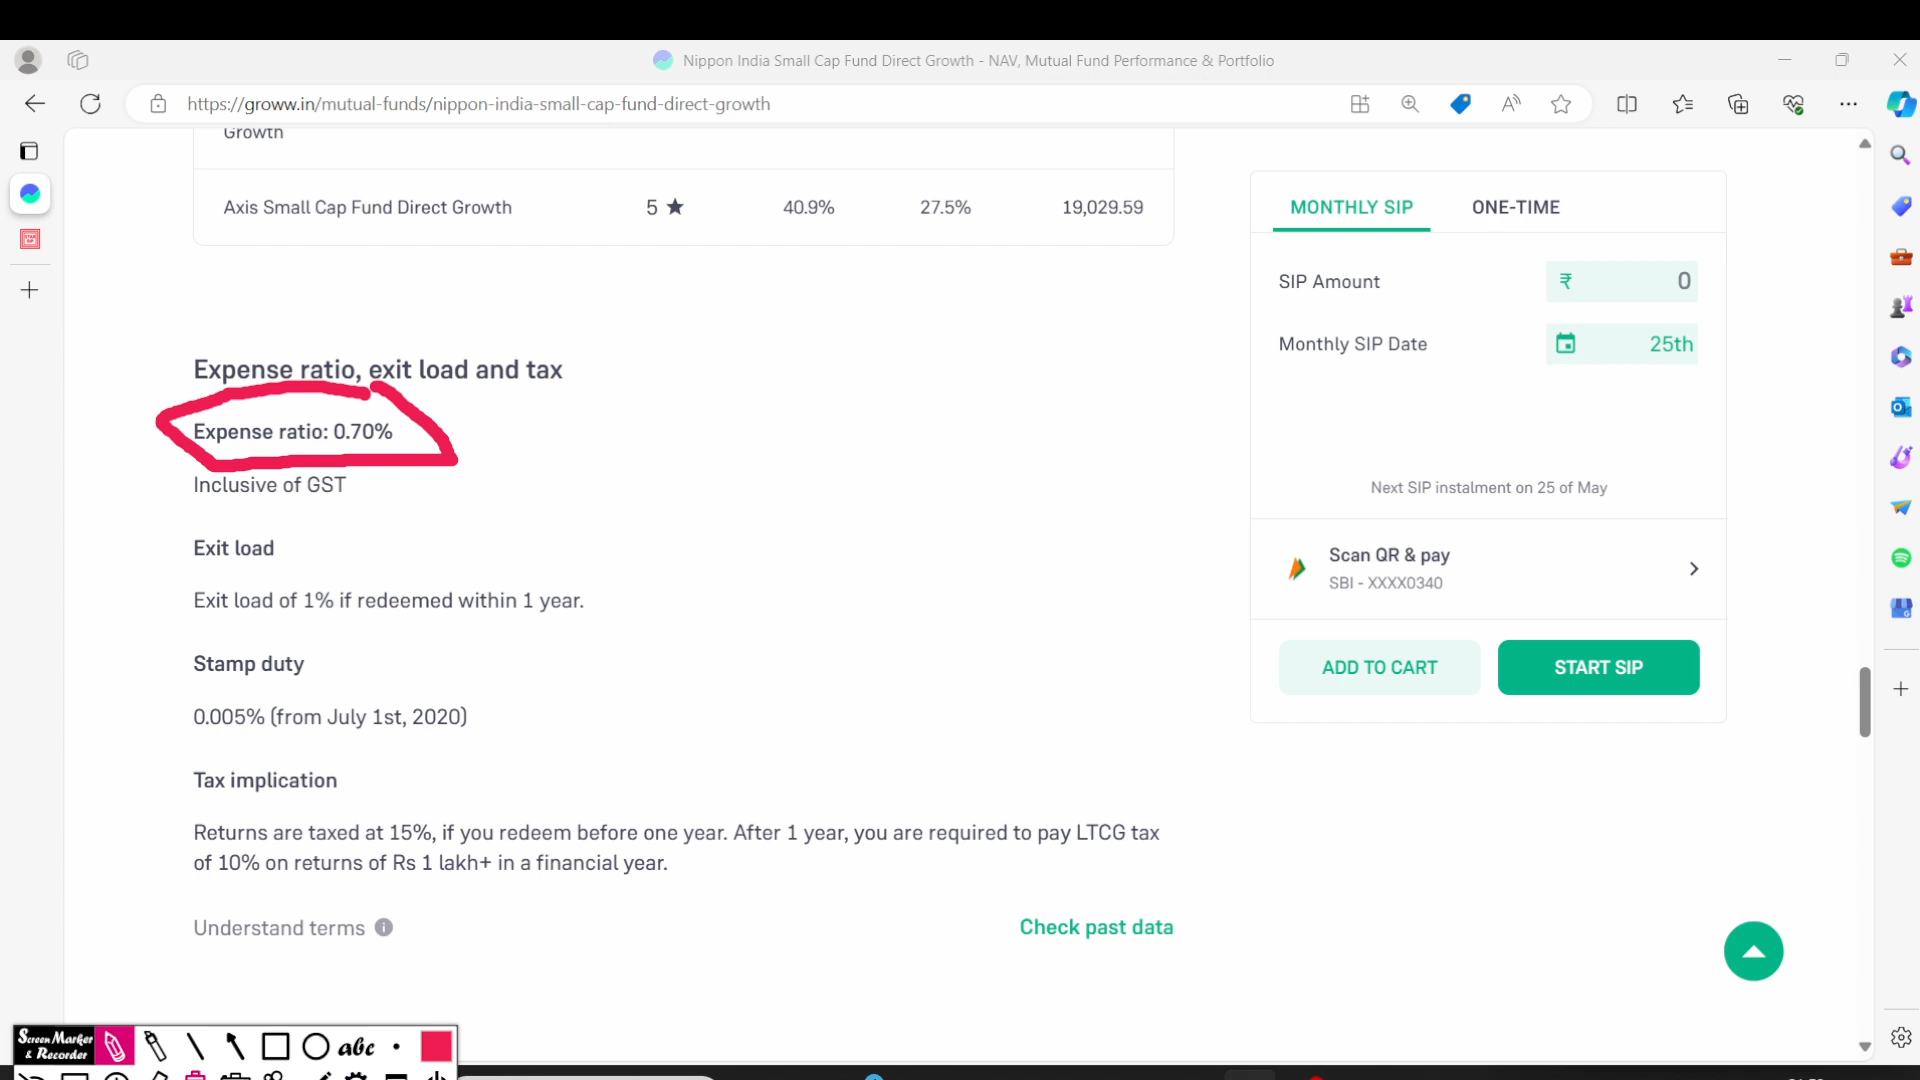 Nippon India Small Cap Fund Direct Growth - NAV, Mutual Fund Performance & Portfolio
https://groww.in/mutual-funds/nippon-india-small-cap-fund-direct-growth
Growth
Axis Small Cap Fund Direct Growth 5 ★ 40.9% 27.5% 19,029.59
MONTHLY SIP ONE-TIME
SIP Amount ₹ 0
Monthly SIP Date 25th
Next SIP instalment on 25 of May
Scan QR & pay
SBI - XXXX0340
ADD TO CART START SIP
Expense ratio, exit load and tax
Expense ratio: 0.70%
Inclusive of GST
Exit load
Exit load of 1% if redeemed within 1 year.
Stamp duty
0.005% (from July 1st, 2020)
Tax implication
Returns are taxed at 15%, if you redeem before one year. After 1 year, you are required to pay LTCG tax
of 10% on returns of Rs 1 lakh+ in a financial year.
Understand terms Check past data
Screen Marker
& Recorder
abc